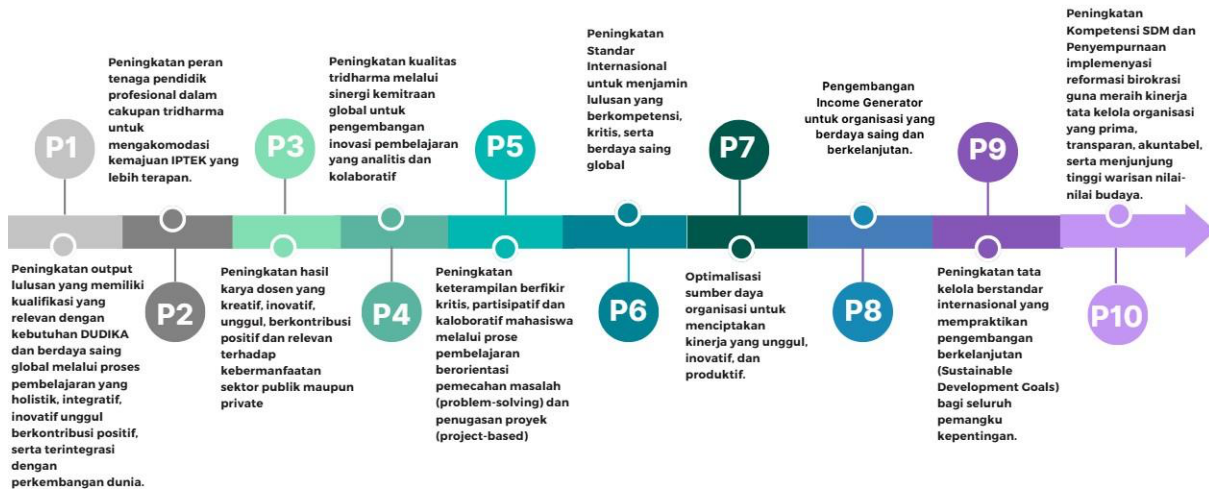 P1
Peningkatan output
lulusan yang memiliki
kualifikasi yang
relevan dengan
kebutuhan DUDIKA
dan berdaya saing
global melalui proses
pembelajaran yang
holistik, integratif,
inovatif unggul
berkontribusi positif,
serta terintegrasi
dengan
perkembangan dunia.
Peningkatan peran
tenaga pendidik
profesional dalam
cakupan tridharma
untuk
mengakomodasi
kemajuan IPTEK yang
lebih terapan.
P2
P3
Peningkatan hasil
karya dosen yang
kreatif, inovatif,
unggul, berkontribusi
positif dan relevan
terhadap
kebermanfaatan
sektor publik maupun
private
Peningkatan kualitas
tridharma melalui
sinergi kemitraan
global untuk
pengembangan
inovasi pembelajaran
yang analitis dan
kolaboratif
P4
P5
Peningkatan
keterampilan berfikir
kritis, partisipatif dan
kaloboratif mahasiswa
melalui prose
pembelajaran
berorientasi
pemecahan masalah
(problem-solving) dan
penugasan proyek
(project-based)
Peningkatan
Standar
Internasional
untuk menjamin
lulusan yang
berkompetensi,
kritis, serta
berdaya saing
global
P6
P7
Optimalisasi
sumber daya
organisasi untuk
menciptakan
kinerja yang unggul,
inovatif, dan
produktif.
Pengembangan
Income Generator
untuk organisasi yang
berdaya saing dan
berkelanjutan.
P8
P9
Peningkatan tata
kelola berstandar
internasional yang
mempraktikan
pengembangan
berkelanjutan
(Sustainable
Development Goals)
bagi seluruh
pemangku
kepentingan.
Peningkatan
Kompetensi SDM dan
Penyempurnaan
implemenyasi
reformasi birokrasi
guna meraih kinerja
tata kelola organisasi
yang prima,
transparan, akuntabel,
serta menjunjung
tinggi warisan nilai-
nilai budaya.
P10